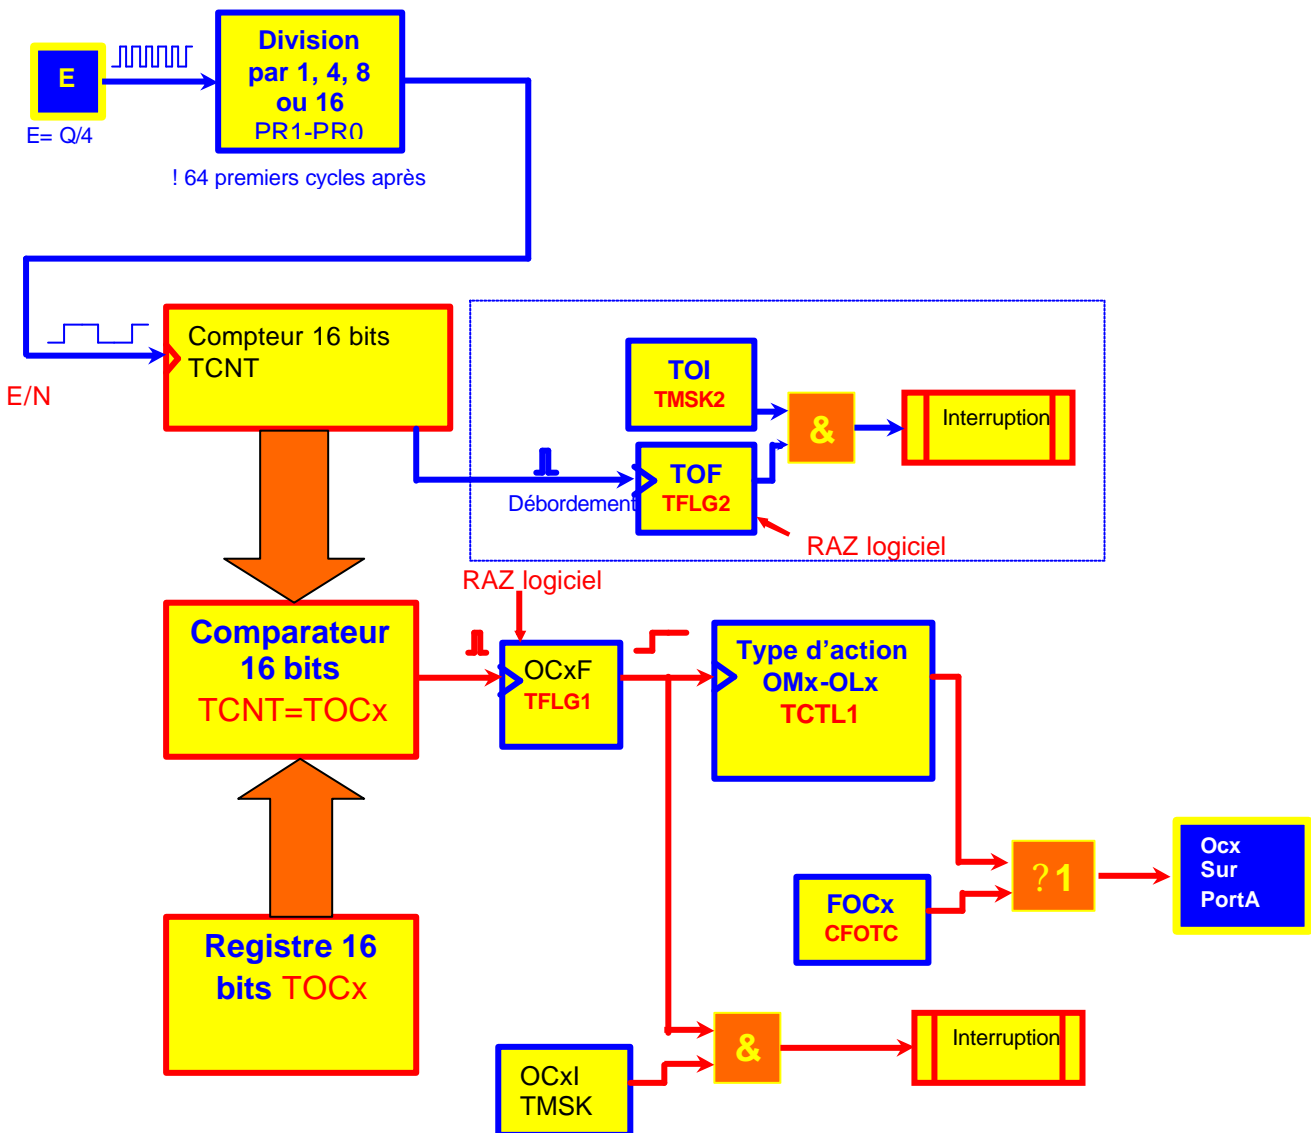 E
E= Q/4
Division
par 1, 4, 8
ou 16
PR1-PR0
! 64 premiers cycles après
E/N
Compteur 16 bits
TCNT
TOI
TMSK2
&
Interruption
Débordement
TOF
TFLG2
RAZ logiciel
RAZ logiciel
Comparateur
16 bits
TCNT=TOCx
OCxF
TFLG1
Type d'action
OMx-OLx
TCTL1
FOCx
CFOTC
?1
Ocx
Sur
PortA
Registre 16
bits TOCx
OCxI
TMSK
&
Interruption